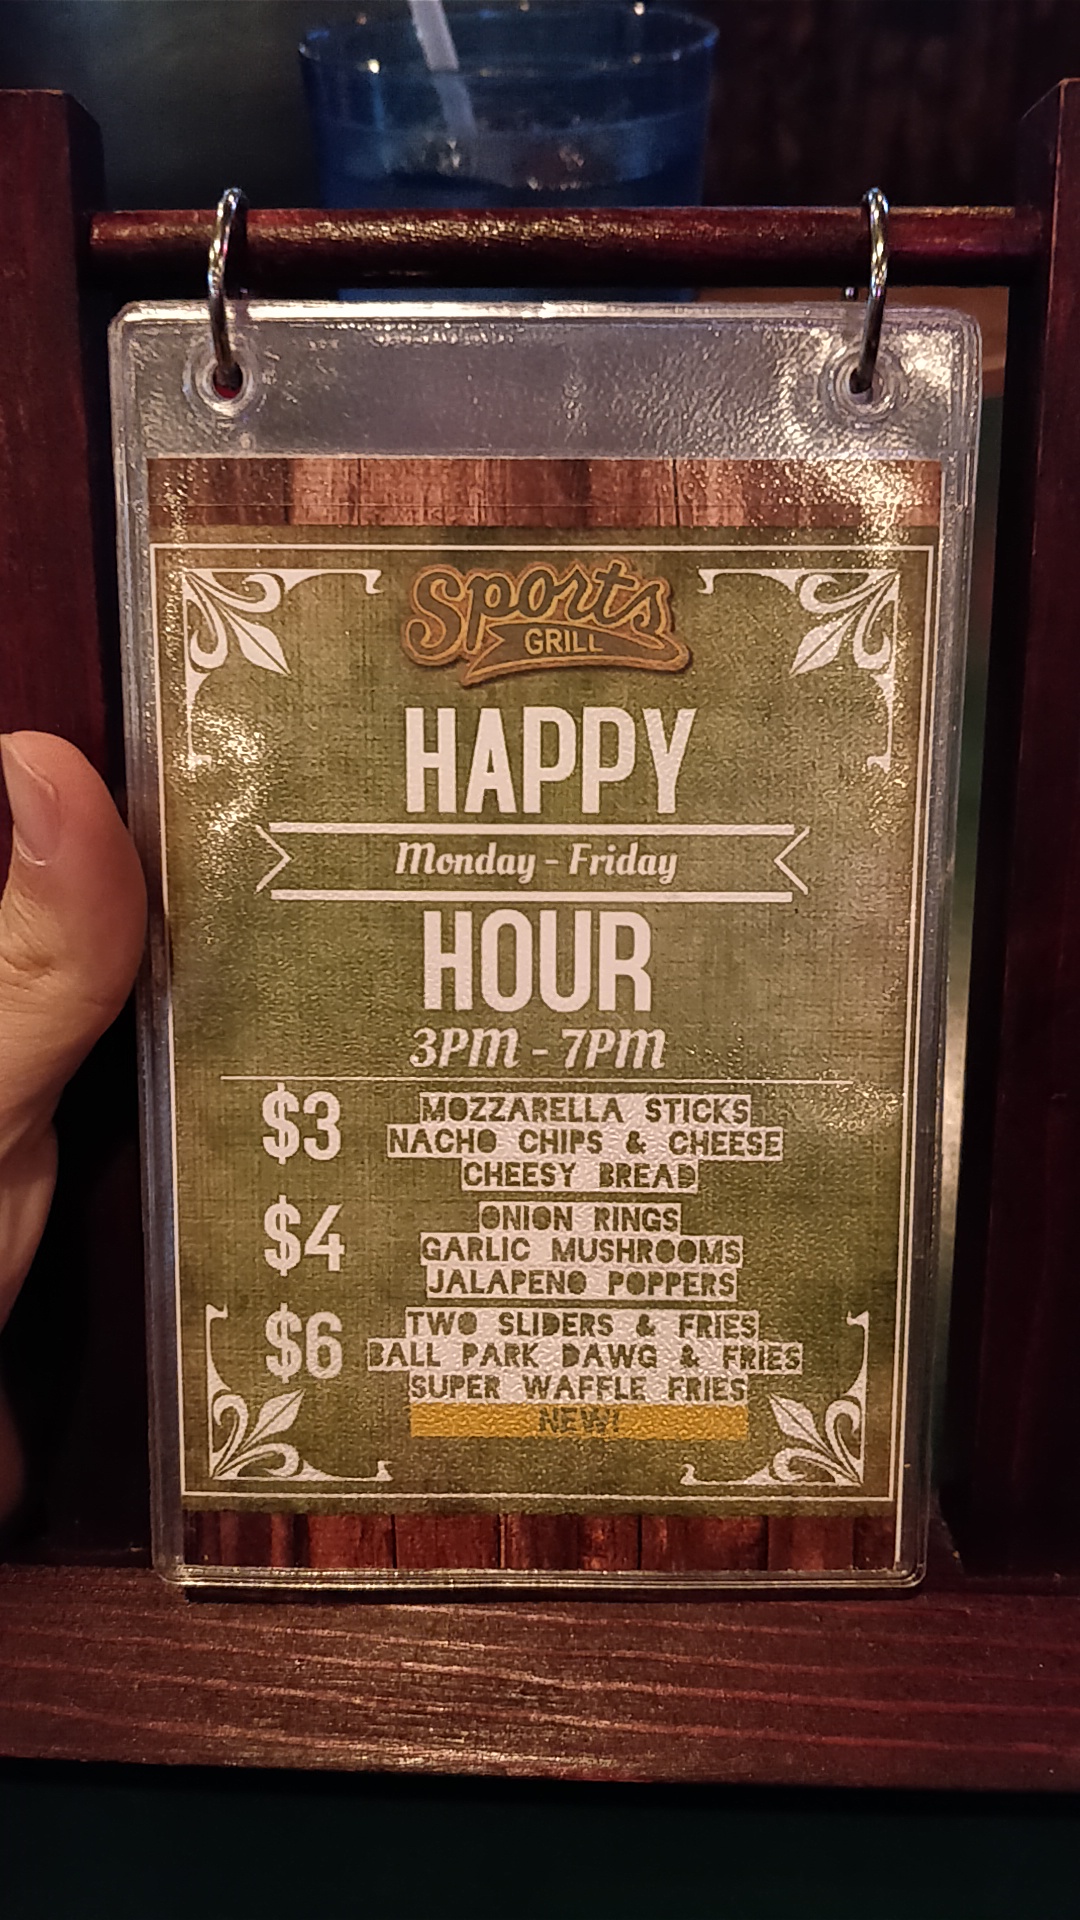 Sports
GRILL
HAPPY
Monday - Friday
HOUR
3PM - 7PM
$3
MOZZARELLA STICKS
NACHO CHIPS & CHEESE
CHEESY BREAD
$4
ONION RINGS
GARLIC MUSHROOMS
JALAPENO POPPERS
$6
TWO SLIDERS & FRIES
BALL PARK DAWG & FRIES
SUPER WAFFLE FRIES
NEW!